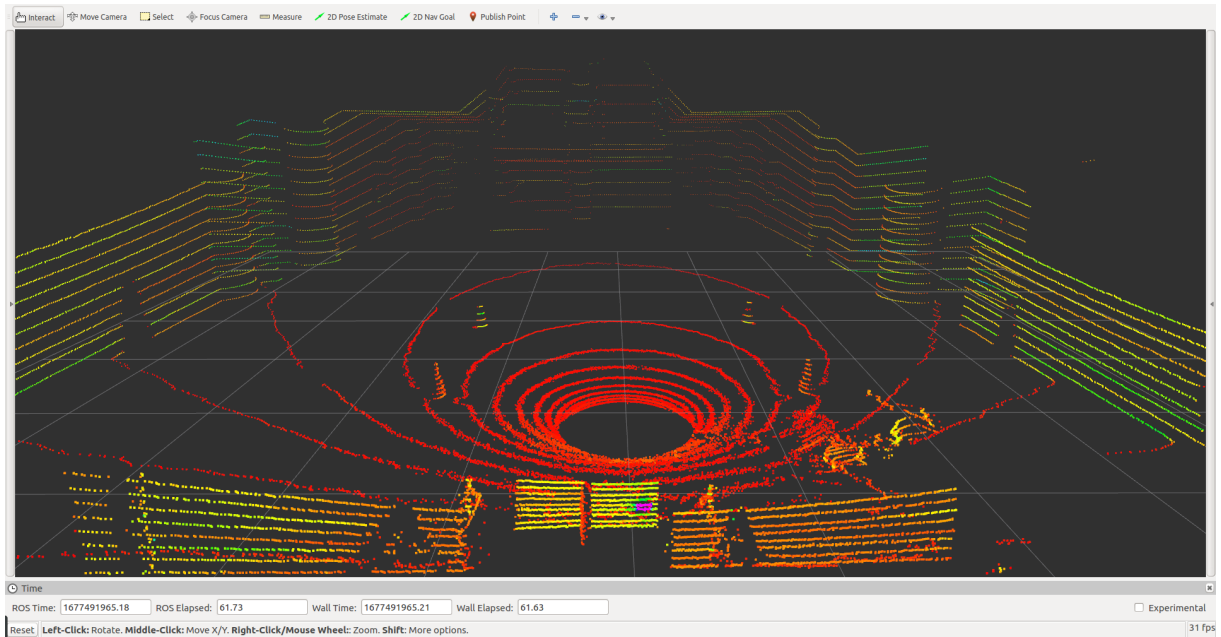 Interact Move Camera Select Focus Camera Measure 2D Pose Estimate 2D Nav Goal Publish Point
Time
ROS Time: 1677491965.18 ROS Elapsed: 61.73 Wall Time: 1677491965.21 Wall Elapsed: 61.63 Experimental
Reset Left-Click: Rotate. Middle-Click: Move X/Y. Right-Click/Mouse Wheel:: Zoom. Shift: More options. 31 fps